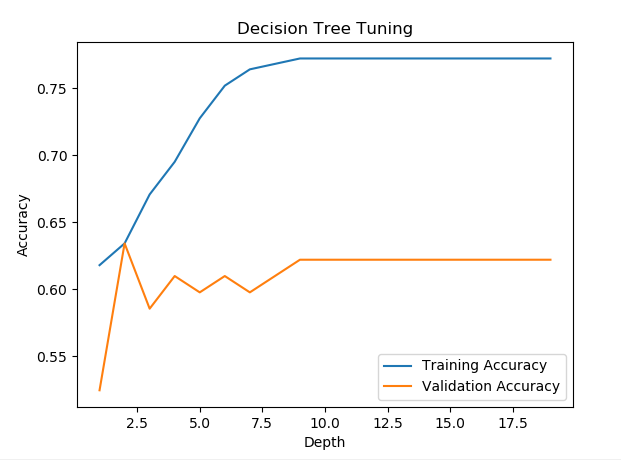 Decision Tree Tuning
Accuracy
0.75
0.70
0.65
0.60
0.55
Training Accuracy
Validation Accuracy
2.5 5.0 7.5 10.0 12.5 15.0 17.5
Depth